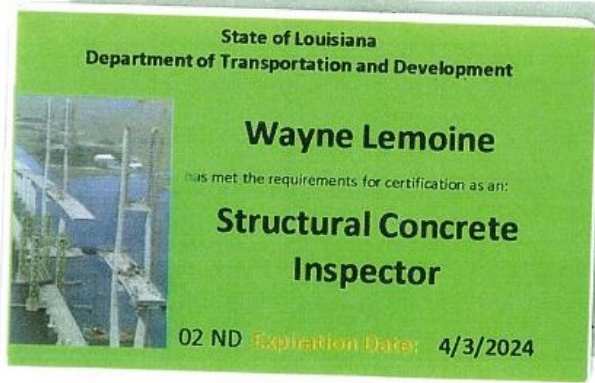 State of Louisiana
Department of Transportation and Development
Wayne Lemoine
has met the requirements for certification as an:
Structural Concrete
Inspector
02 ND Expiration Date: 4/3/2024